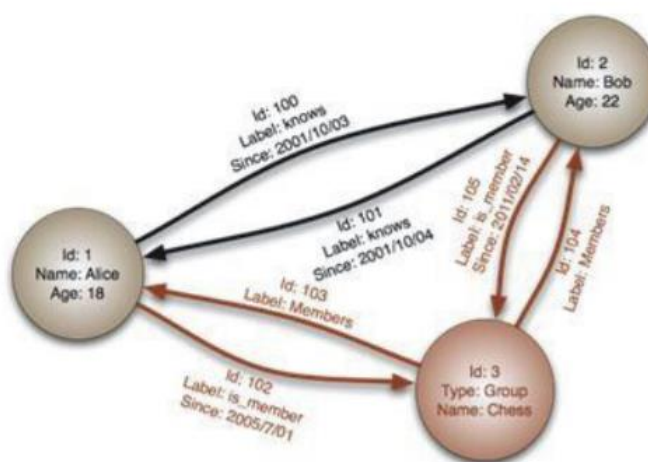 Id: 2
Name: Bob
Age: 22
Id: 100
Label: knows
Since: 2001/10/03
Id: 101
Label: knows
Since: 2001/10/04
Id: 105
Label: is_member
Since: 2011/02/14
Id: 104
Label: Members
Id: 1
Name: Alice
Age: 18
Id: 103
Label: Members
Id: 102
Label: is_member
Since: 2005/7/01
Id: 3
Type: Group
Name: Chess